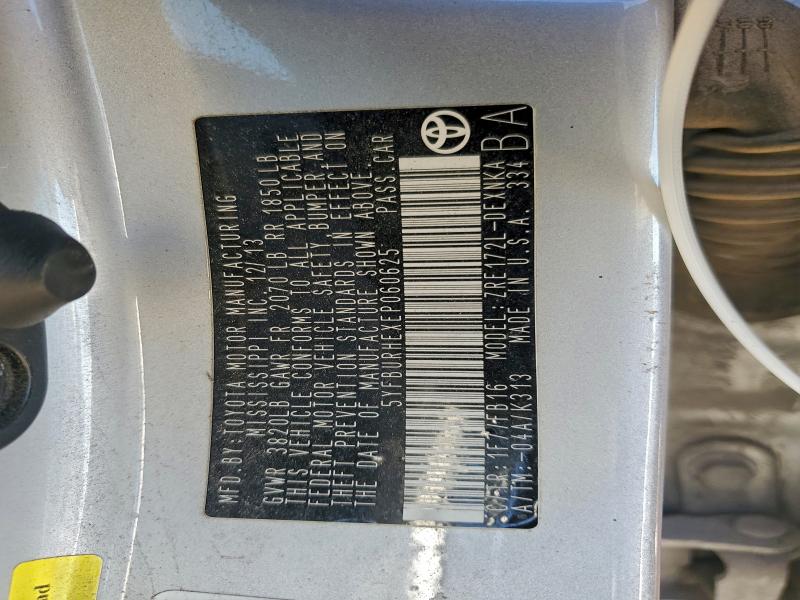 MFD.BY:TOYOTA MOTOR MANUFACTURING
MISSISSIPPI INC. 12/13
GVWR 3820LB GAWR FR 2070 LB RR 1850LB
THIS VEHICLE CONFORMS TO ALL APPLICABLE
FEDERAL MOTOR VEHICLE SAFETY BUMPER AND
THEFT PREVENTION STANDARDS IN EFFECT ON
THE DATE OF MANUFACTURE SHOWN ABOVE.
5YFBURHEXEP060625 PASS.CAR
C/TR:1F7/FB16 MODEL:ZRE172L-DEXNKA
A/TM:-04A/K313 MADE IN U.S.A. 334
BA